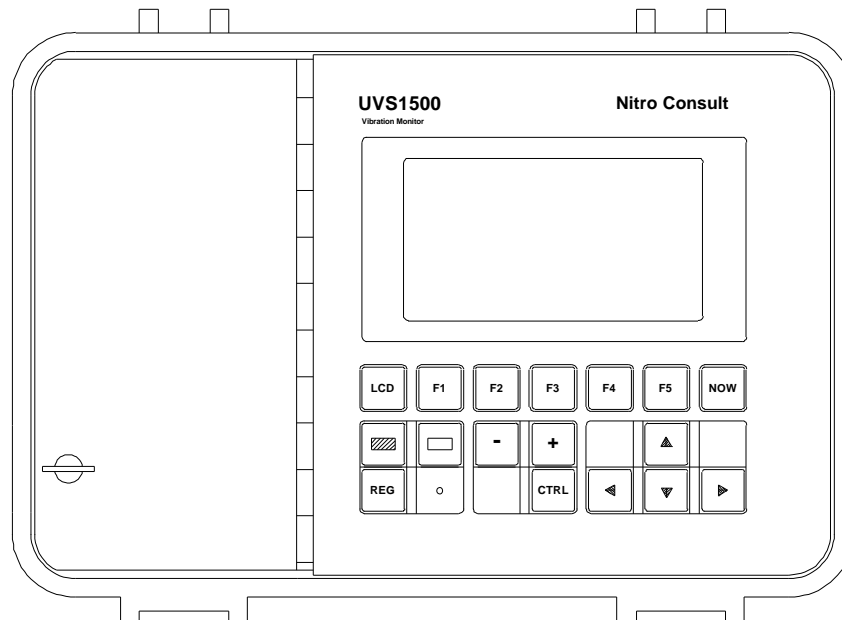 UVS1500 Nitro Consult
Vibration Monitor
LCD F1 F2 F3 F4 F5 NOW
- +
REG CTRL